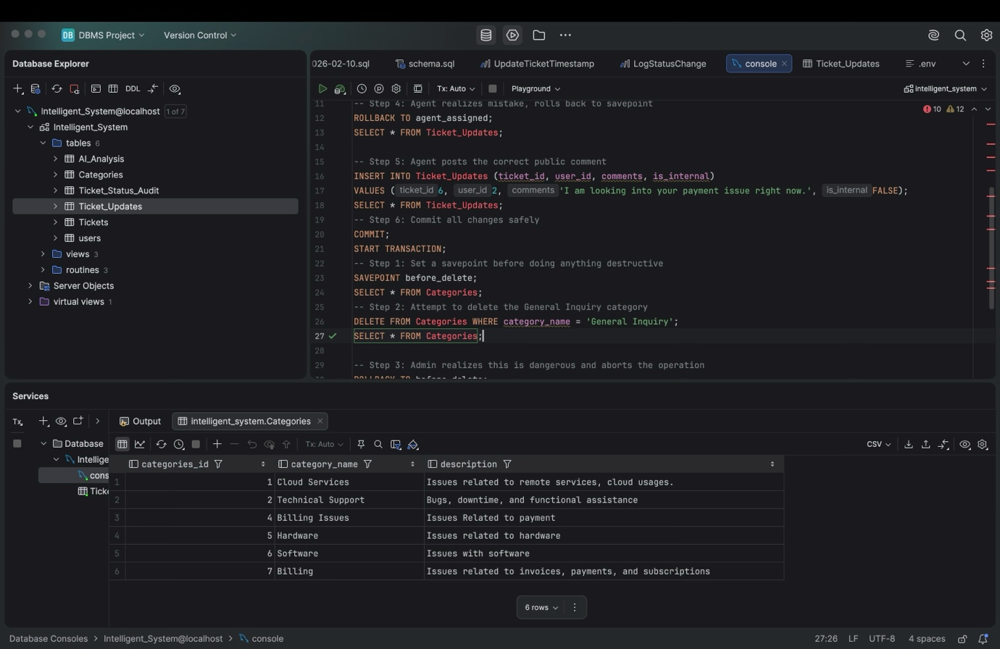 DB DBMS Project Version Control
Database Explorer
DDL
Intelligent_System@localhost 1 of 7
Intelligent_System
tables 6
AI_Analysis
Categories
Ticket_Status_Audit
Ticket_Updates
Tickets
users
views 3
routines 3
Server Objects
virtual views 1
026-02-10.sql schema.sql UpdateTicketTimestamp LogStatusChange console Ticket_Updates .env
Tx: Auto Playground intelligent_system
10 12
11 -- Step 4: Agent realizes mistake, rolls back to savepoint
12 ROLLBACK TO agent_assigned;
13 SELECT * FROM Ticket_Updates;
14
15 -- Step 5: Agent posts the correct public comment
16 INSERT INTO Ticket_Updates (ticket_id, user_id, comments, is_internal)
17 VALUES ( ticket_id 6, user_id 2, comments 'I am looking into your payment issue right now.', is_internal FALSE);
18 SELECT * FROM Ticket_Updates;
19 -- Step 6: Commit all changes safely
20 COMMIT;
21 START TRANSACTION;
22 -- Step 1: Set a savepoint before doing anything destructive
23 SAVEPOINT before_delete;
24 SELECT * FROM Categories;
25 -- Step 2: Attempt to delete the General Inquiry category
26 DELETE FROM Categories WHERE category_name = 'General Inquiry';
27 SELECT * FROM Categories;
28
29 -- Step 3: Admin realizes this is dangerous and aborts the operation
30 ROLLBACK TO before_delete;
Services
Tx
Database
Intellige
cons
Ticke
Output intelligent_system.Categories
Tx: Auto CSV
categories_id category_name description
1 1 Cloud Services Issues related to remote services, cloud usages.
2 2 Technical Support Bugs, downtime, and functional assistance
3 4 Billing Issues Issues Related to payment
4 5 Hardware Issues related to hardware
5 6 Software Issues with software
6 7 Billing Issues related to invoices, payments, and subscriptions
6 rows
Database Consoles Intelligent_System@localhost console 27:26 LF UTF-8 4 spaces